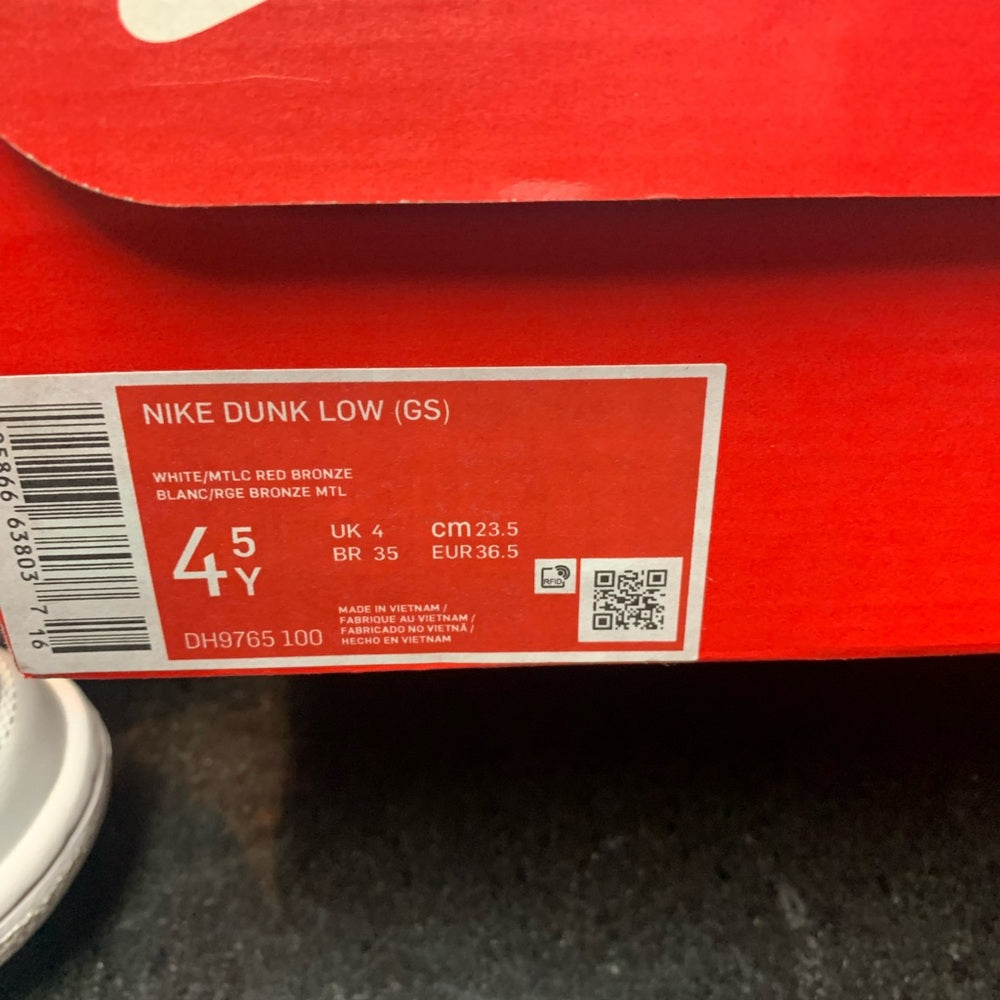 NIKE DUNK LOW (GS)
WHITE/MTLC RED BRONZE
BLANC/RGE BRONZE MTL
4 5 Y
UK 4 cm 23.5
BR 35 EUR 36.5
RFID
MADE IN VIETNAM /
FABRIQUE AU VIETNAM /
FABRICADO NO VIETNÃ /
HECHO EN VIETNAM
DH9765 100
63803 7 16